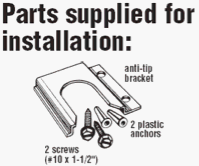 Parts supplied for
installation:
anti-tip
bracket
2 plastic
anchors
2 screws
(#10 x 1-1/2")